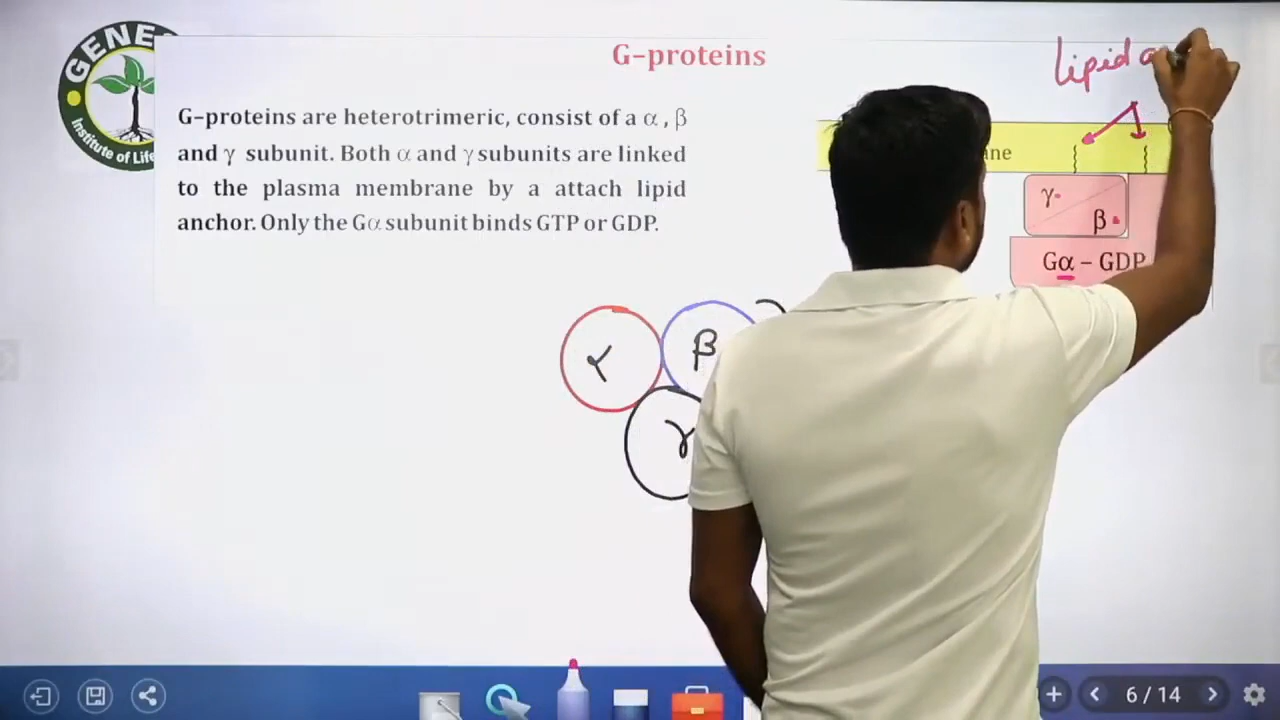 GENE
Institute of Life
G-proteins
G-proteins are heterotrimeric, consist of a α , β
and γ subunit. Both α and γ subunits are linked
to the plasma membrane by a attach lipid
anchor. Only the Gα subunit binds GTP or GDP.
lipid a
ne
γ
β
Gα – GDP
β
γ
6 / 14